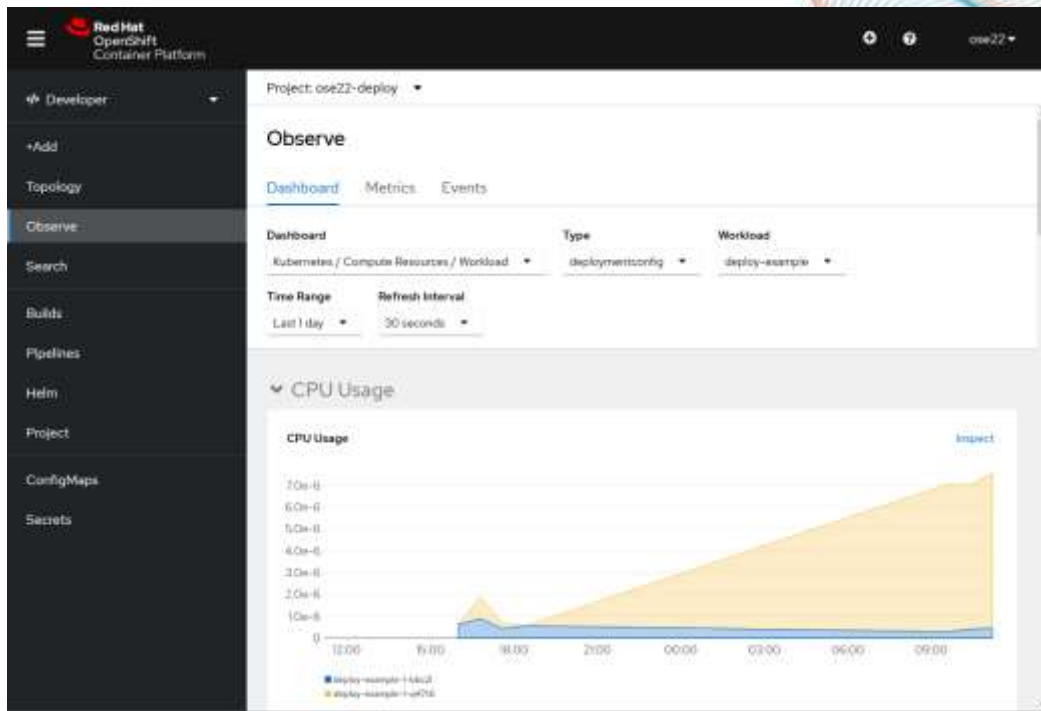 Red Hat
OpenShift
Container Platform
ose22
Developer
Project: ose22-deploy
+Add
Observe
Topology
Dashboard Metrics Events
Observe
Dashboard Type Workload
Search
Kubernetes / Compute Resources / Workload deploymentconfig deploy-example
Time Range Refresh Interval
Builds
Last 1 day 30 seconds
Pipelines
Helm
CPU Usage
Project
CPU Usage Inspect
ConfigMaps
Secrets
7.0e-6
6.0e-6
5.0e-6
4.0e-6
3.0e-6
2.0e-6
1.0e-6
0
12:00 15:00 18:00 21:00 00:00 03:00 06:00 09:00